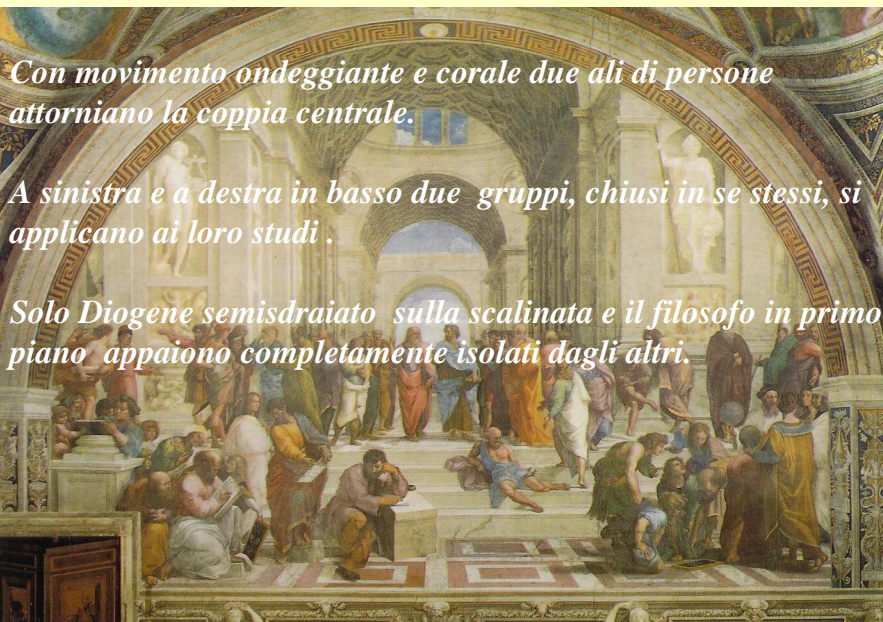 Con movimento ondeggiante e corale due ali di persone
attorniano la coppia centrale.
A sinistra e a destra in basso due gruppi, chiusi in se stessi, si
applicano ai loro studi .
Solo Diogene semisdraiato sulla scalinata e il filosofo in primo
piano appaiono completamente isolati dagli altri.